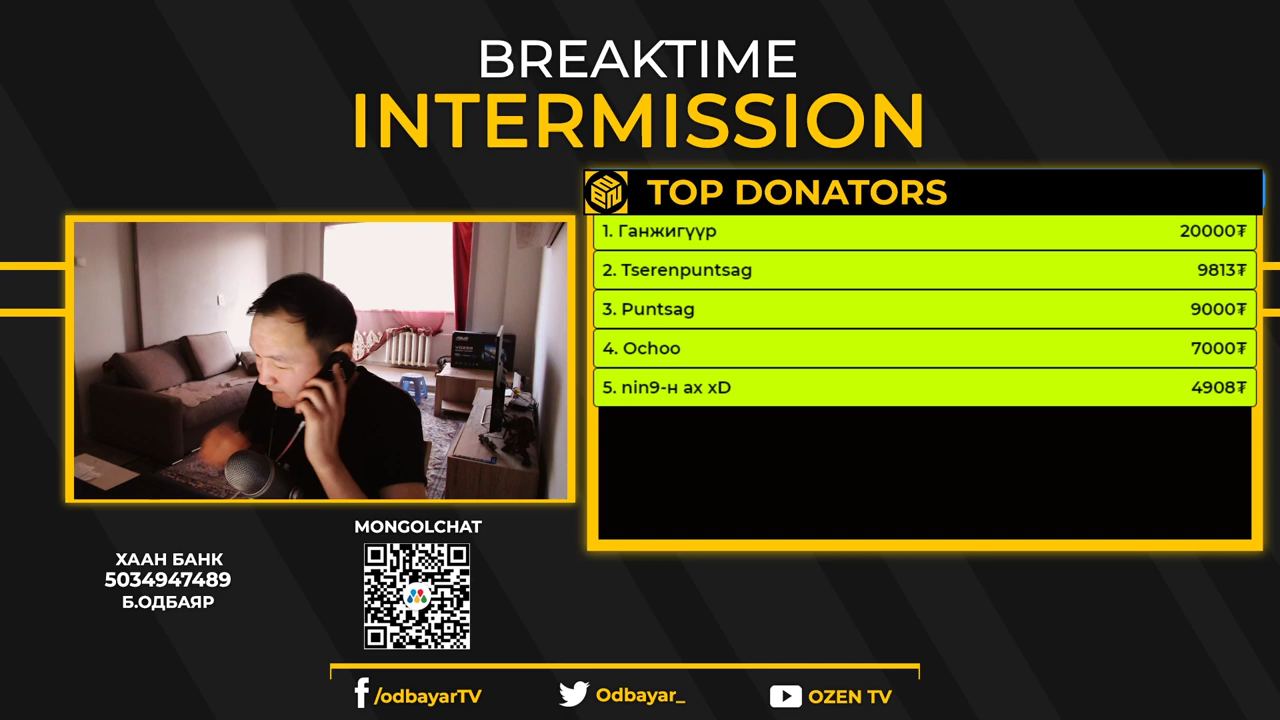 BREAKTIME
INTERMISSION
TOP DONATORS
1. Ганжигүүр 20000₮
2. Tserenpuntsag 9813₮
3. Puntsag 9000₮
4. Ochoo 7000₮
5. nin9-н ах xD 4908₮
MONGOLCHAT
ХААН БАНК
5034947489
Б.ОДБАЯР
/odbayarTV
Odbayar_
OZEN TV